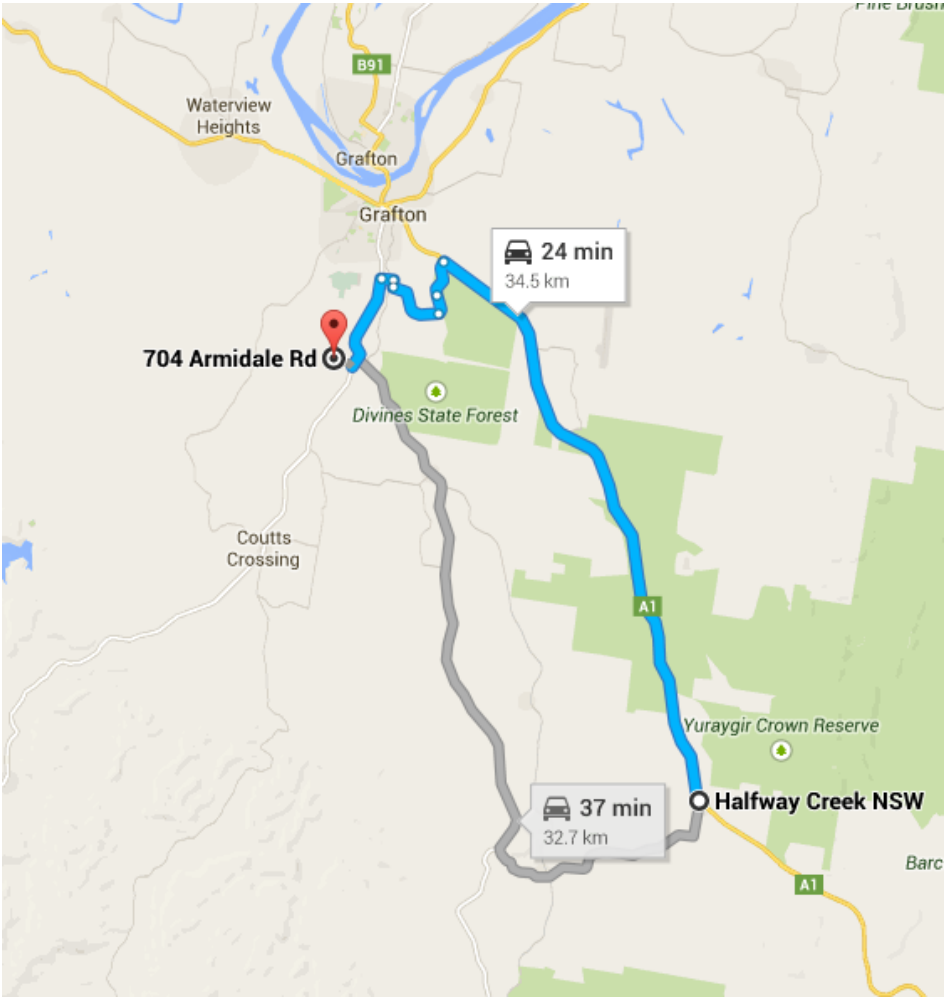 Pine Brush
B91
Waterview
Heights
Grafton
Grafton
24 min
34.5 km
704 Armidale Rd
Divines State Forest
Coutts
Crossing
A1
Yuraygir Crown Reserve
37 min
32.7 km
Halfway Creek NSW
Barc
A1